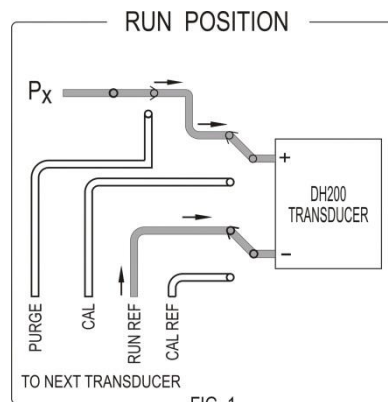 RUN POSITION
Px
+
DH200
TRANSDUCER
−
PURGE
CAL
RUN REF
CAL REF
TO NEXT TRANSDUCER